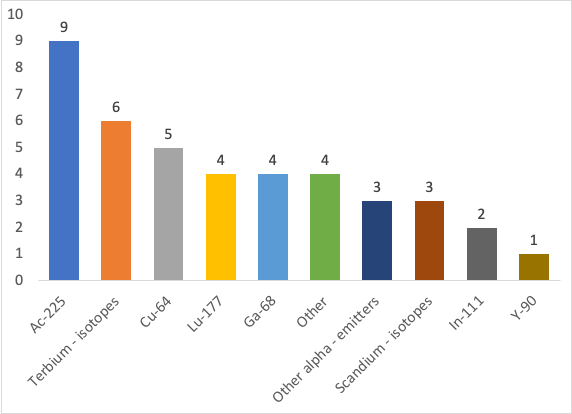 10
9
8
7
6
5
4
3
2
1
0
9
6
5
4
4
4
3
3
2
1
Ac-225
Terbium - isotopes
Cu-64
Lu-177
Ga-68
Other
Other alpha - emitters
Scandium - isotopes
In-111
Y-90